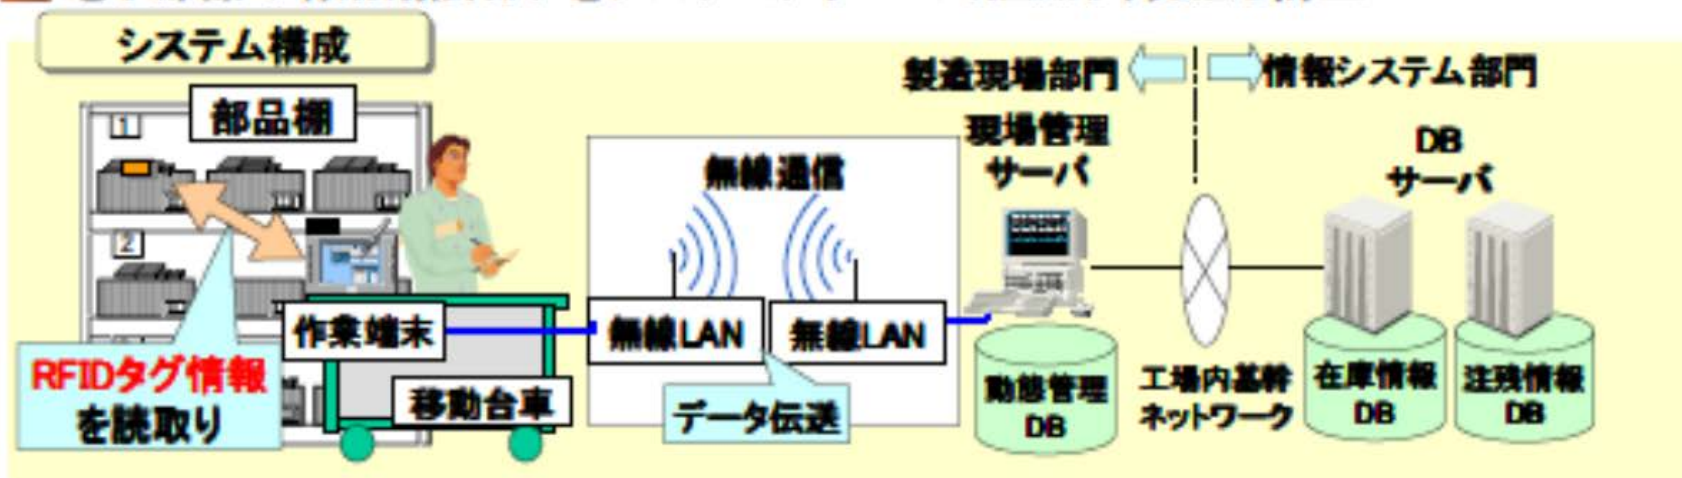 システム構成
製造現場部門
情報システム部門
部品棚
1
現場管理
サーバ
DB
サーバ
無線通信
2
作業端末
無線LAN
無線LAN
RFIDタグ情報
を読取り
移動台車
データ伝送
動態管理
DB
工場内基幹
ネットワーク
在庫情報
DB
注残情報
DB